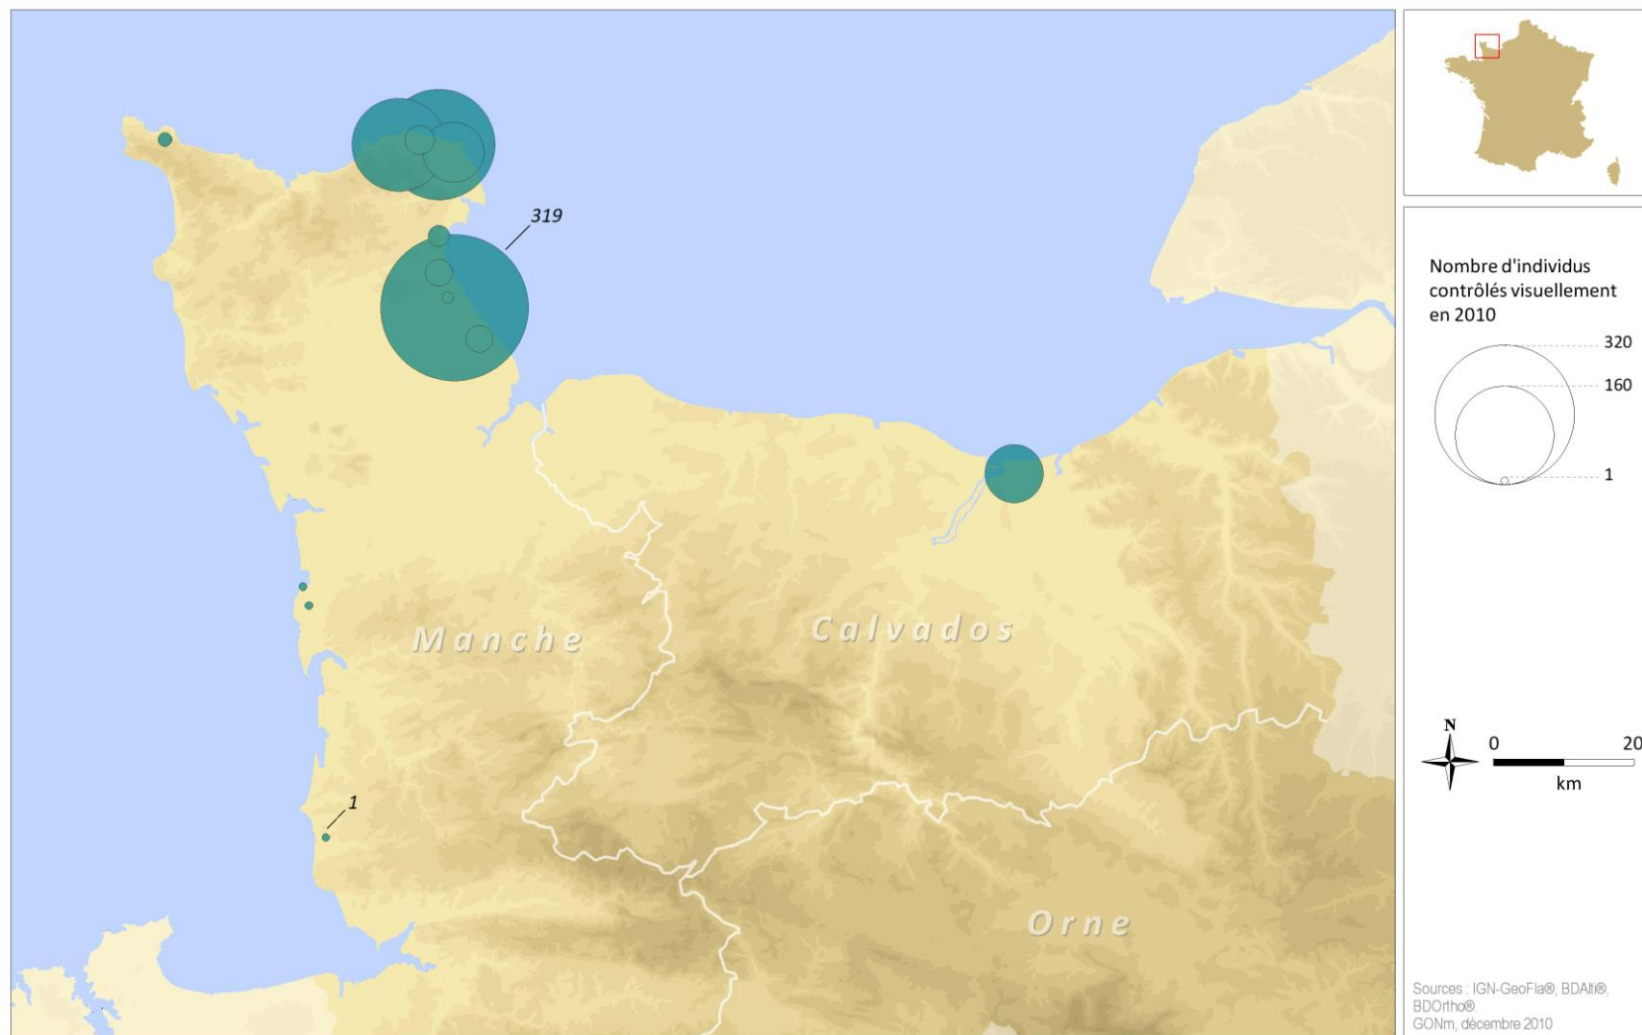 319
Manche
Calvados
1
Orne
Nombre d'individus
contrôlés visuellement
en 2010
320
160
1
N
0 20
km
Sources : IGN-GeoFla®, BDAlti®,
BDOrtho®.
GONm, décembre 2010